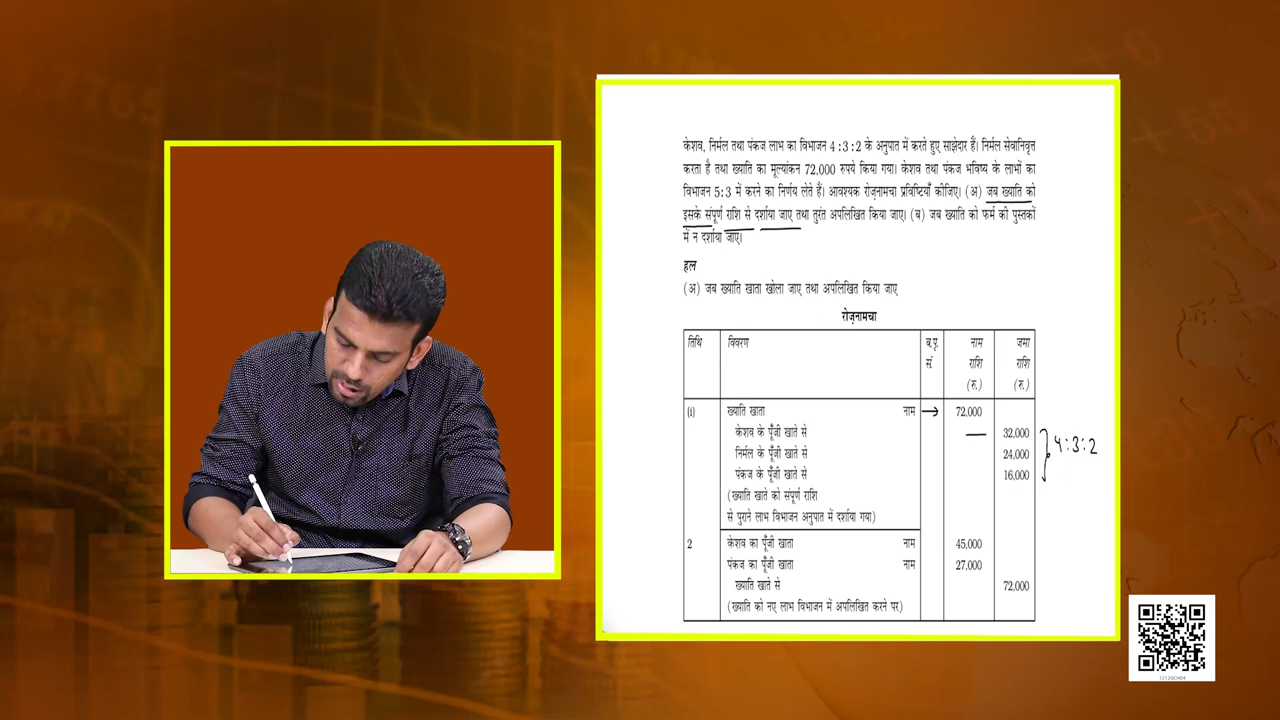 केशव, निर्मल तथा पंकज लाभ का विभाजन 4:3:2 के अनुपात में करते हुए साझेदार हैं। निर्मल सेवानिवृत्त
करता है तथा ख्याति का मूल्यांकन 72,000 रुपये किया गया। केशव तथा पंकज भविष्य के लाभों का
विभाजन 5:3 में करने का निर्णय लेते हैं। आवश्यक रोज़नामचा प्रविष्टियाँ कीजिए। (अ) जब ख्याति को
इसके संपूर्ण राशि से दर्शाया जाए तथा तुरंत अपलिखित किया जाए। (ब) जब ख्याति को फर्म की पुस्तकों
में न दर्शाया जाए।
हल
(अ) जब ख्याति खाता खोला जाए तथा अपलिखित किया जाए
रोज़नामचा
तिथि विवरण ब.पृ. सं. नाम राशि (रु.) जमा राशि (रु.)
(i) ख्याति खाता नाम → 72,000
केशव के पूँजी खाते से 32,000
निर्मल के पूँजी खाते से 24,000 4:3:2
पंकज के पूँजी खाते से 16,000
(ख्याति खाते को संपूर्ण राशि
से पुराने लाभ विभाजन अनुपात में दर्शाया गया)
2 केशव का पूँजी खाता नाम 45,000
पंकज का पूँजी खाता नाम 27,000
ख्याति खाते से 72,000
(ख्याति को नए लाभ विभाजन में अपलिखित करने पर)
12120CH04